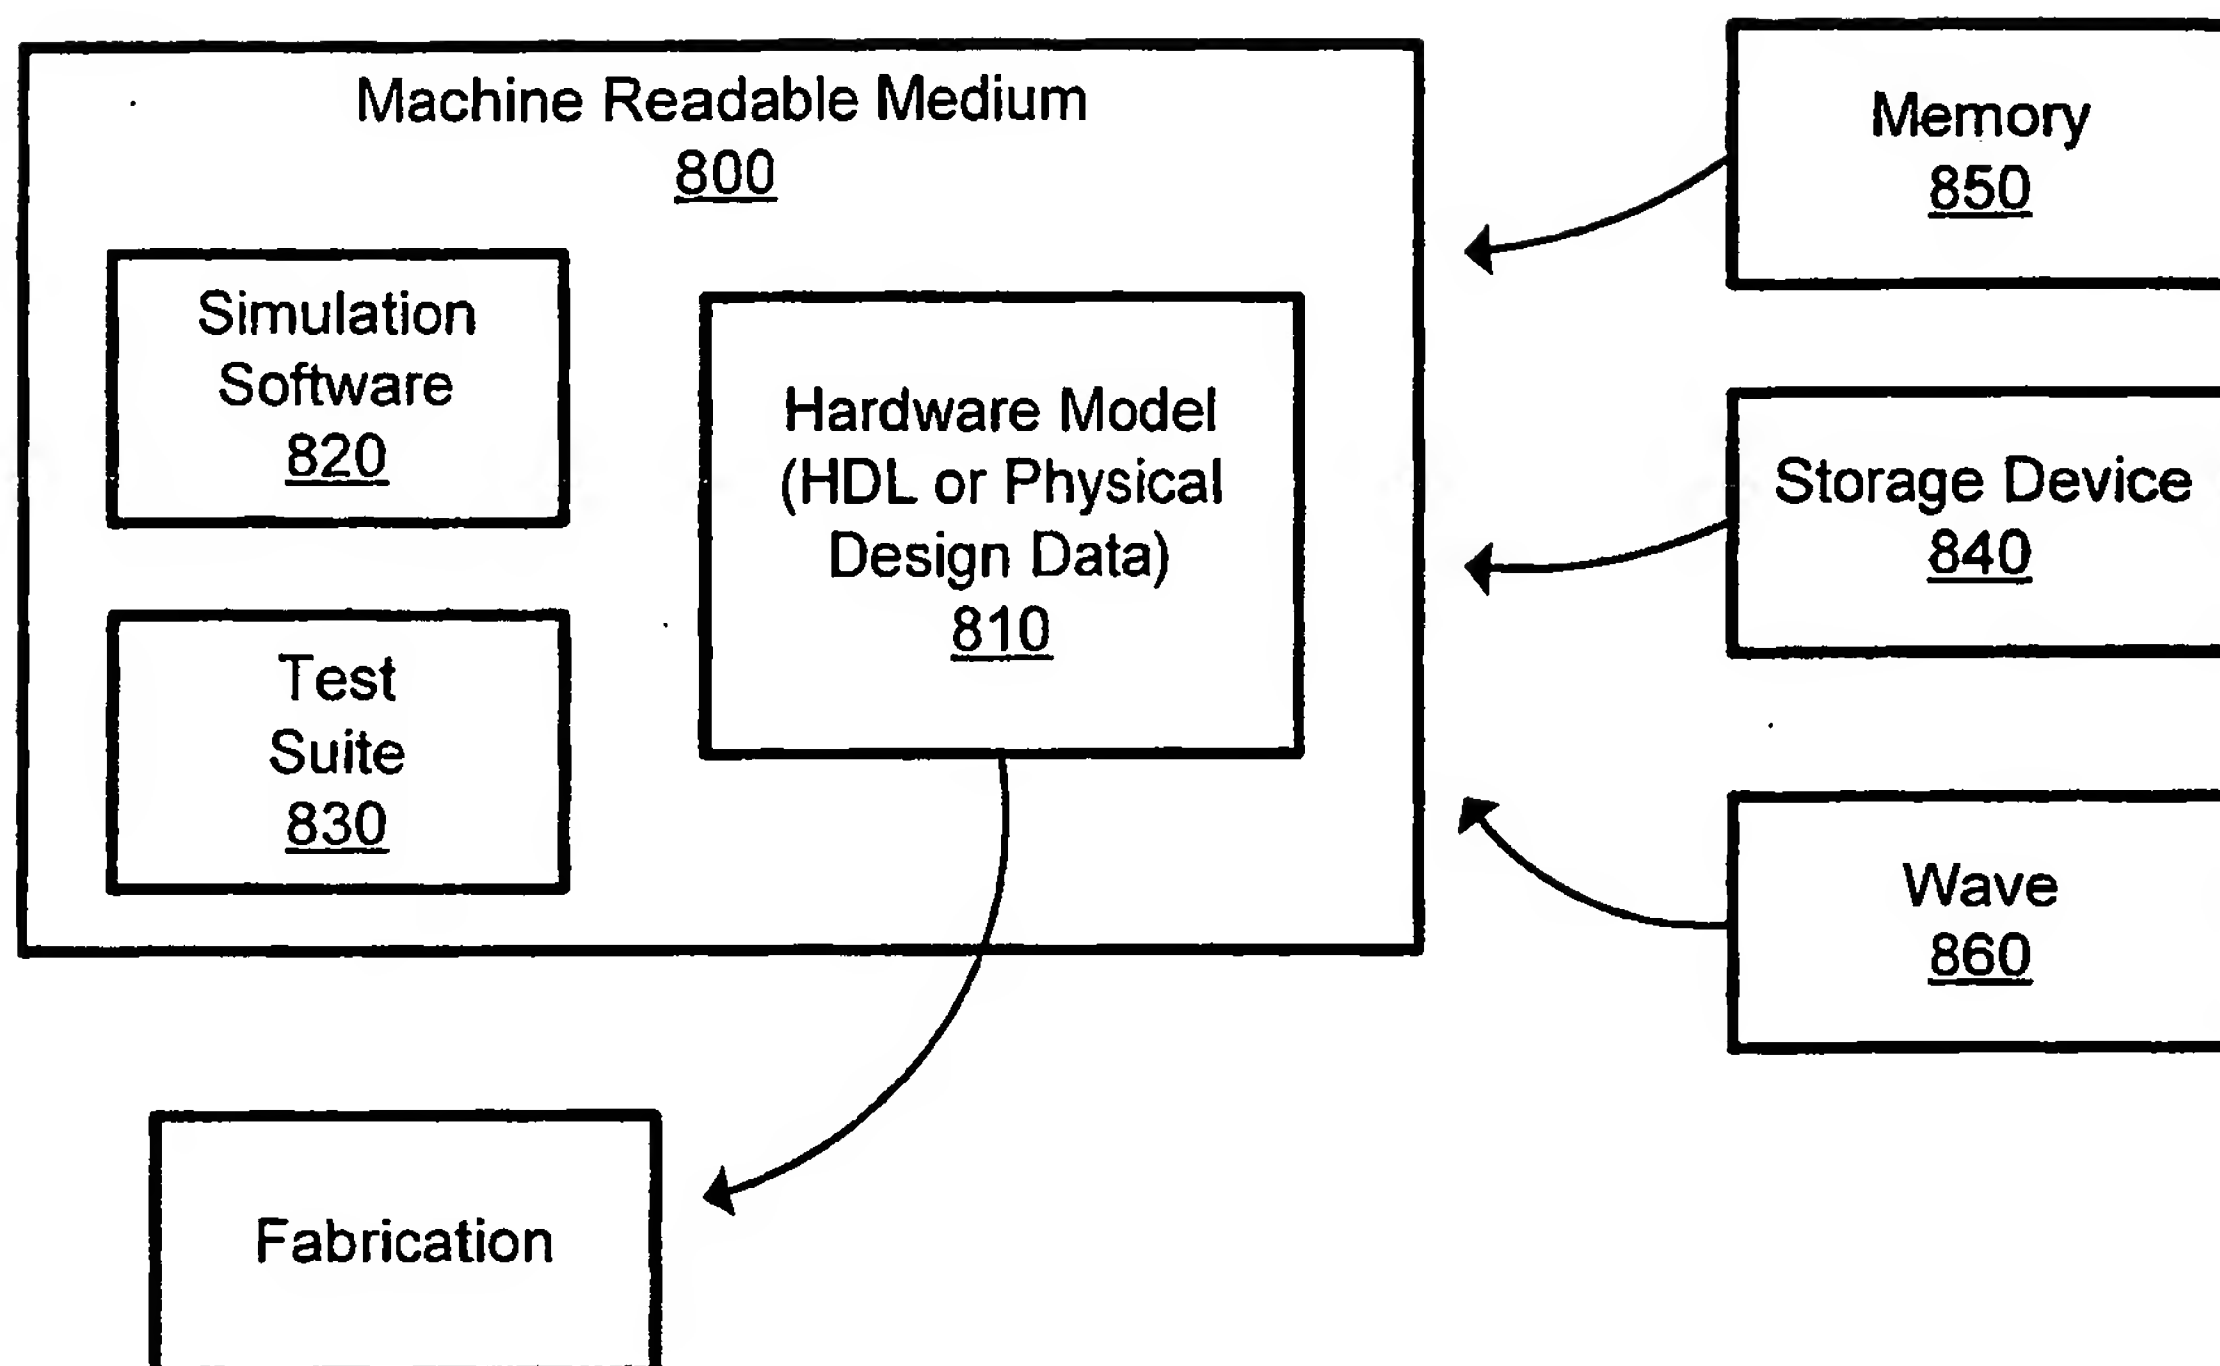 Machine Readable Medium
800
Simulation
Software
820
Test
Suite
830
Hardware Model
(HDL or Physical
Design Data)
810
Memory
850
Storage Device
840
Wave
860
Fabrication